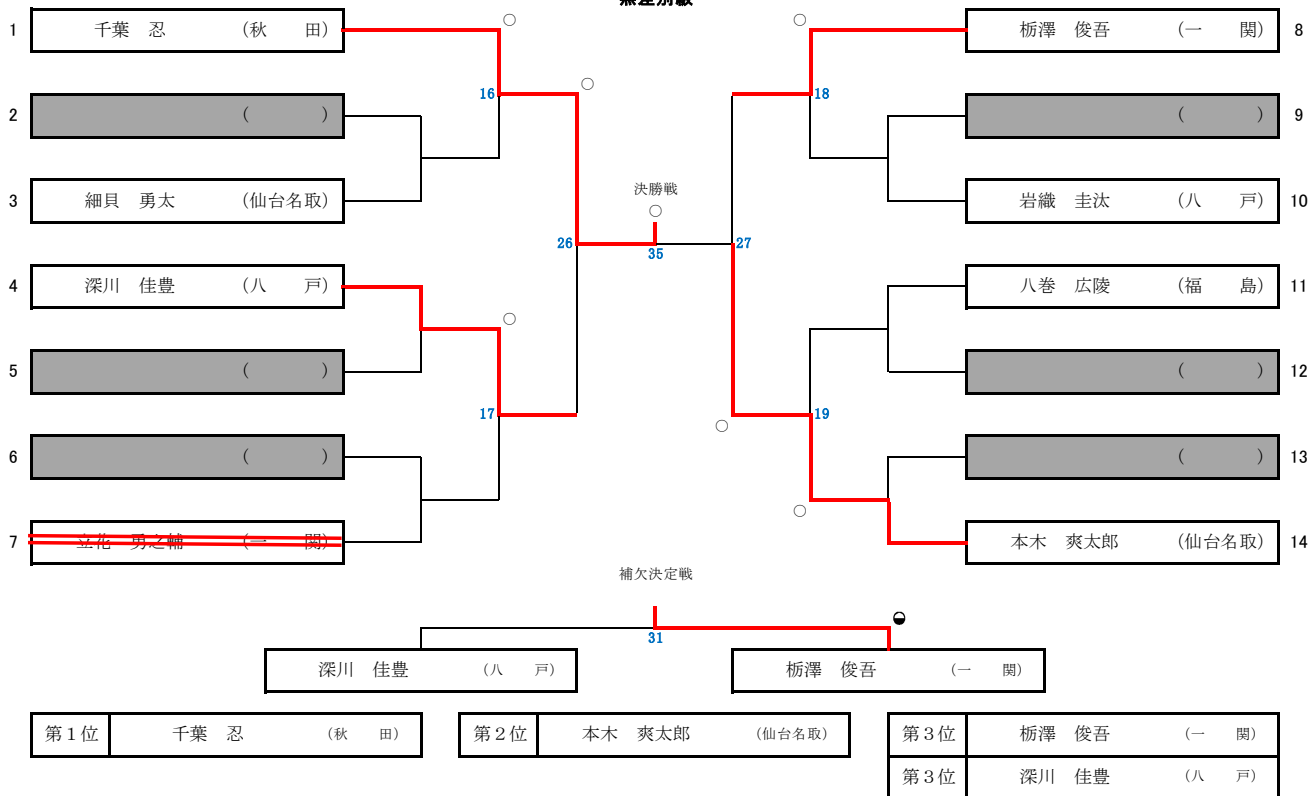 無差別級
1 千葉 忍 (秋 田)
2 ( )
3 細貝 勇太 (仙台名取)
4 深川 佳豊 (八 戸)
5 ( )
6 ( )
7 立花 勇之輔 (一 関)
○
16
○
26
○
17
決勝戦
○
35
○
18
27
○
19
○
栃澤 俊吾 (一 関) 8
( ) 9
岩織 圭汰 (八 戸) 10
八巻 広陵 (福 島) 11
( ) 12
( ) 13
本木 爽太郎 (仙台名取) 14
補欠決定戦
31
深川 佳豊 (八 戸)
栃澤 俊吾 (一 関)
第1位 千葉 忍 (秋 田)
第2位 本木 爽太郎 (仙台名取)
第3位 栃澤 俊吾 (一 関)
第3位 深川 佳豊 (八 戸)